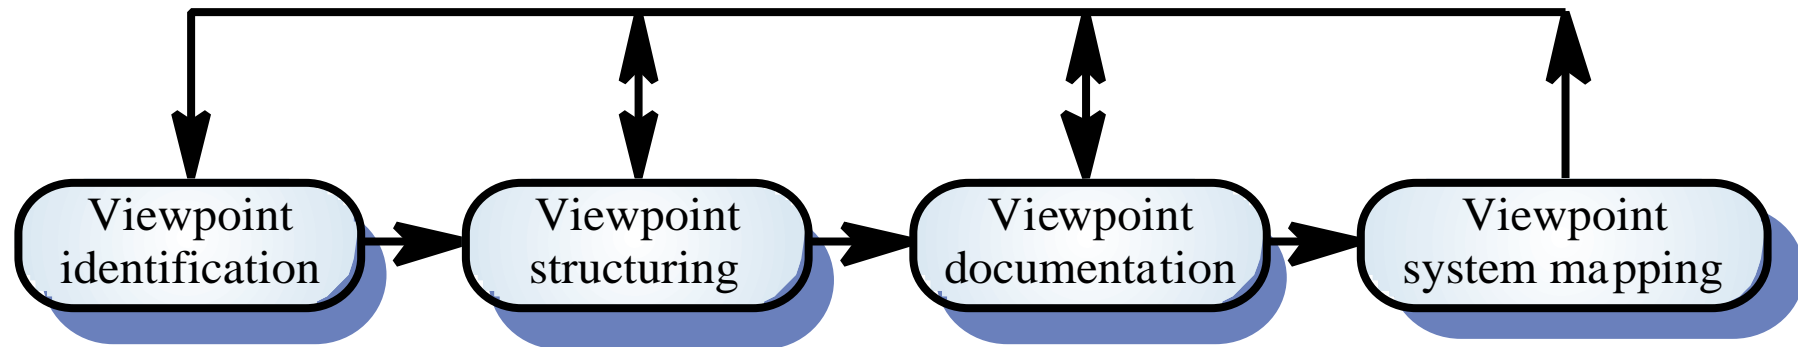 Viewpoint
identification
Viewpoint
structuring
Viewpoint
documentation
Viewpoint
system mapping